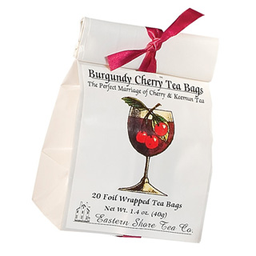 Burgundy Cherry Tea Bags
The Perfect Marriage of Cherry & Keemun Tea
20 Foil Wrapped Tea Bags
Net Wt. 1.4 oz. (40g)
Eastern Shore Tea Co.